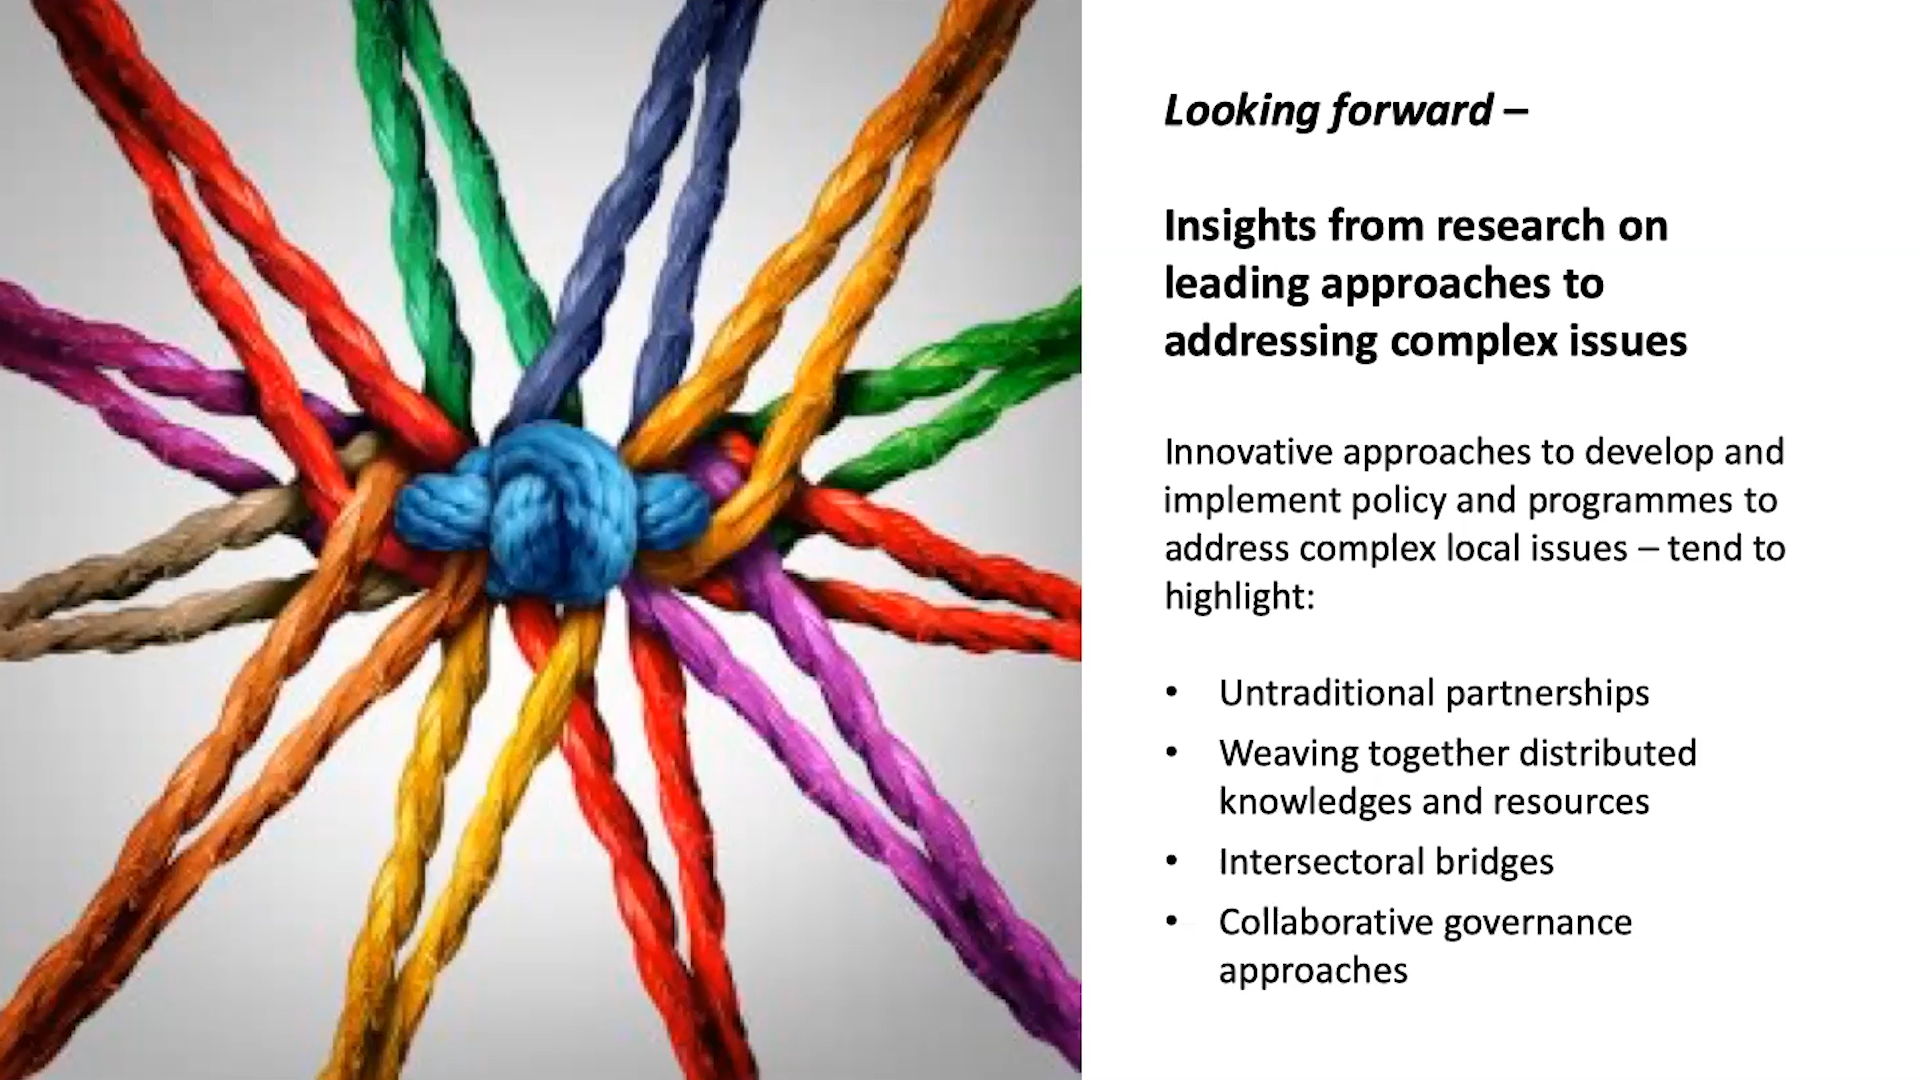 Looking forward –
Insights from research on
leading approaches to
addressing complex issues
Innovative approaches to develop and
implement policy and programmes to
address complex local issues – tend to
highlight:
• Untraditional partnerships
• Weaving together distributed
knowledges and resources
• Intersectoral bridges
• Collaborative governance
approaches